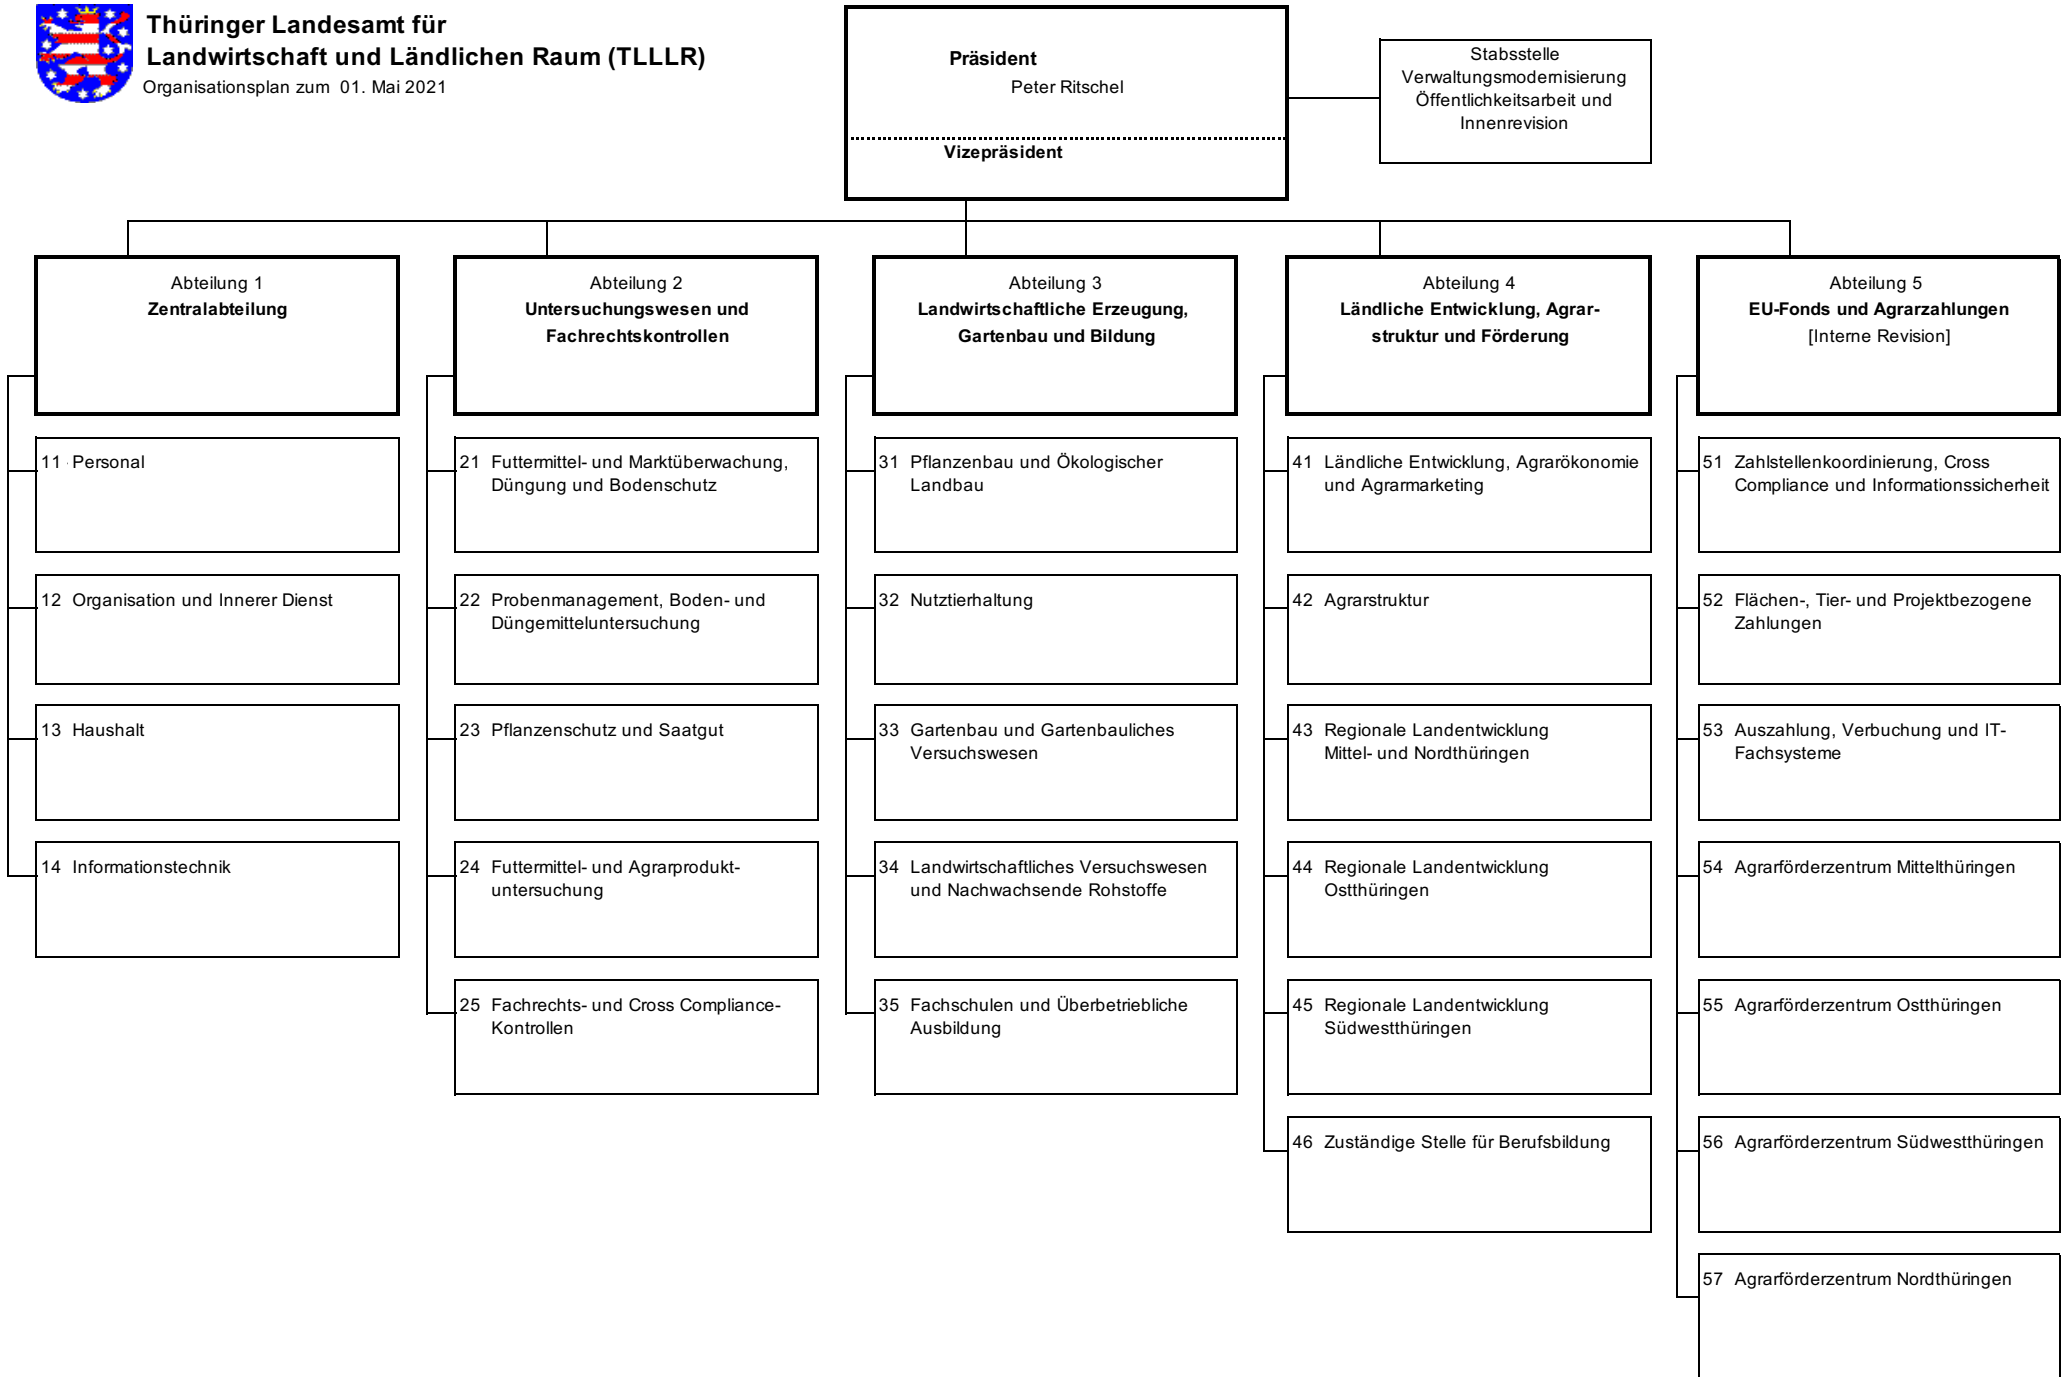 Thüringer Landesamt für
Landwirtschaft und Ländlichen Raum (TLLLR)
Organisationsplan zum 01. Mai 2021
Präsident
Peter Ritschel
Vizepräsident
Stabsstelle
Verwaltungsmodernisierung
Öffentlichkeitsarbeit und
Innenrevision
Abteilung 1
Zentralabteilung
11 Personal
12 Organisation und Innerer Dienst
13 Haushalt
14 Informationstechnik
Abteilung 2
Untersuchungswesen und
Fachrechtskontrollen
21 Futtermittel- und Marktüberwachung,
Düngung und Bodenschutz
22 Probenmanagement, Boden- und
Düngemitteluntersuchung
23 Pflanzenschutz und Saatgut
24 Futtermittel- und Agrarprodukt-
untersuchung
25 Fachrechts- und Cross Compliance-
Kontrollen
Abteilung 3
Landwirtschaftliche Erzeugung,
Gartenbau und Bildung
31 Pflanzenbau und Ökologischer
Landbau
32 Nutztierhaltung
33 Gartenbau und Gartenbauliches
Versuchswesen
34 Landwirtschaftliches Versuchswesen
und Nachwachsende Rohstoffe
35 Fachschulen und Überbetriebliche
Ausbildung
Abteilung 4
Ländliche Entwicklung, Agrar-
struktur und Förderung
41 Ländliche Entwicklung, Agrarökonomie
und Agrarmarketing
42 Agrarstruktur
43 Regionale Landentwicklung
Mittel- und Nordthüringen
44 Regionale Landentwicklung
Ostthüringen
45 Regionale Landentwicklung
Südwestthüringen
46 Zuständige Stelle für Berufsbildung
Abteilung 5
EU-Fonds und Agrarzahlungen
[Interne Revision]
51 Zahlstellenkoordinierung, Cross
Compliance und Informationssicherheit
52 Flächen-, Tier- und Projektbezogene
Zahlungen
53 Auszahlung, Verbuchung und IT-
Fachsysteme
54 Agrarförderzentrum Mittelthüringen
55 Agrarförderzentrum Ostthüringen
56 Agrarförderzentrum Südwestthüringen
57 Agrarförderzentrum Nordthüringen